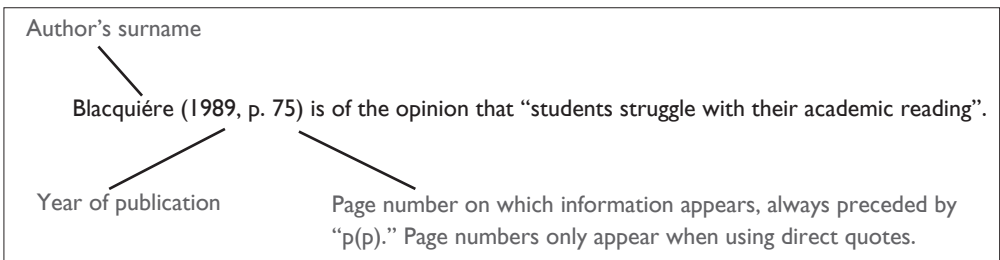 Author's surname
Blacquiére (1989, p. 75) is of the opinion that “students struggle with their academic reading”.
Year of publication
Page number on which information appears, always preceded by
“p(p).” Page numbers only appear when using direct quotes.